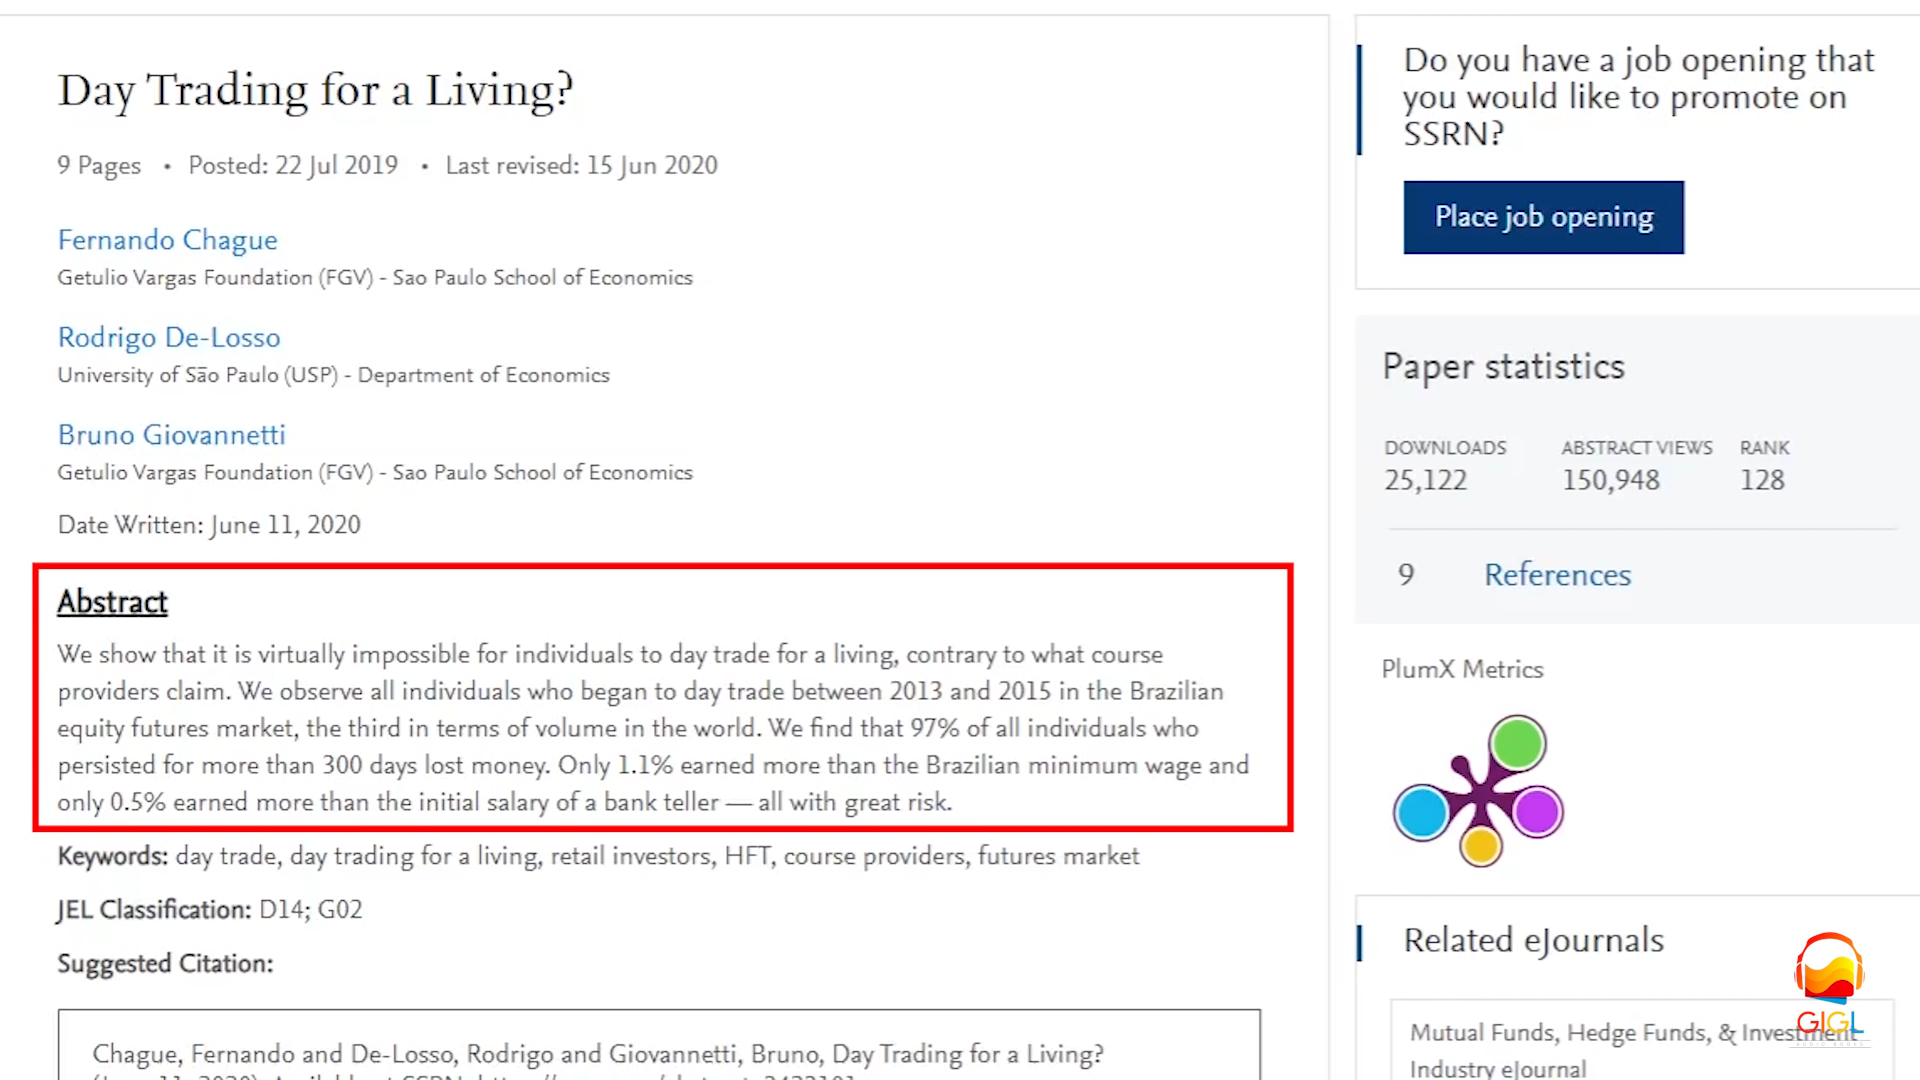 Day Trading for a Living?
9 Pages • Posted: 22 Jul 2019 • Last revised: 15 Jun 2020
Fernando Chague
Getulio Vargas Foundation (FGV) - Sao Paulo School of Economics
Rodrigo De-Losso
University of São Paulo (USP) - Department of Economics
Bruno Giovannetti
Getulio Vargas Foundation (FGV) - Sao Paulo School of Economics
Date Written: June 11, 2020
Abstract
We show that it is virtually impossible for individuals to day trade for a living, contrary to what course
providers claim. We observe all individuals who began to day trade between 2013 and 2015 in the Brazilian
equity futures market, the third in terms of volume in the world. We find that 97% of all individuals who
persisted for more than 300 days lost money. Only 1.1% earned more than the Brazilian minimum wage and
only 0.5% earned more than the initial salary of a bank teller — all with great risk.
Keywords: day trade, day trading for a living, retail investors, HFT, course providers, futures market
JEL Classification: D14; G02
Suggested Citation:
Chague, Fernando and De-Losso, Rodrigo and Giovannetti, Bruno, Day Trading for a Living?
Do you have a job opening that
you would like to promote on
SSRN?
Place job opening
Paper statistics
DOWNLOADS ABSTRACT VIEWS RANK
25,122 150,948 128
9 References
PlumX Metrics
Related eJournals
Mutual Funds, Hedge Funds, & Investment
Industry eJournal
GIGL